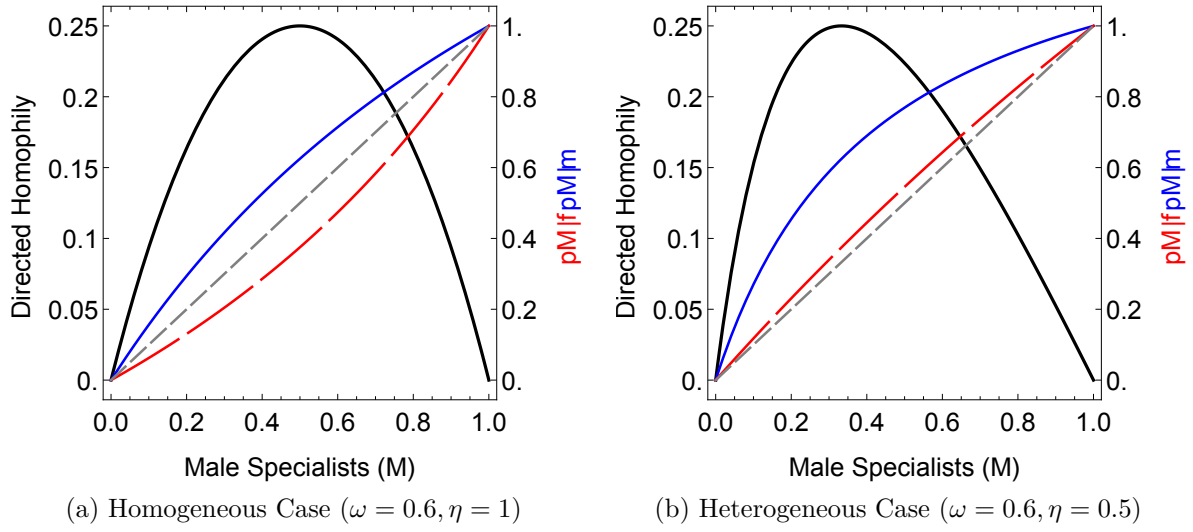 0.25
0.2
0.15
0.1
0.05
0.
Directed Homophily
1.
0.8
0.6
0.4
0.2
0.
pM|f pM|m
0.0 0.2 0.4 0.6 0.8 1.0
Male Specialists (M)
(a) Homogeneous Case (ω = 0.6, η = 1)
0.25
0.2
0.15
0.1
0.05
0.
Directed Homophily
1.
0.8
0.6
0.4
0.2
0.
pM|f pM|m
0.0 0.2 0.4 0.6 0.8 1.0
Male Specialists (M)
(b) Heterogeneous Case (ω = 0.6, η = 0.5)